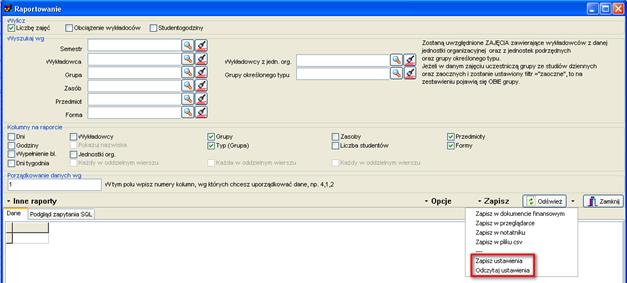 Raportowanie
Wylicz
Liczbę zajęć
Obciążenie wykładowców
Studentogodziny
Wyszukaj wg
Semestr
Wykładowca
Grupa
Zasób
Przedmiot
Forma
Wykładowcy z jedn. org.
Grupy określonego typu
Zostaną uwzględnione ZAJĘCIA zawierające wykładowców z danej
jednostki organizacyjnej oraz z jednostek podrzędnych
oraz grupy określonego typu.
Jeżeli w danym zajęciu uczestniczą grupy ze studiów dziennych
oraz zaocznych i zostanie ustawiony filtr ="zaoczne", to na
zestawieniu pojawią się OBIE grupy.
Kolumny na raporcie
Dni
Wykładowcy
Grupy
Zasoby
Przedmioty
Godziny
Pokazuj nazwiska
Typ (Grupa)
Liczba studentów
Formy
Wypełnienie bl.
Jednostki org.
Dni tygodnia
Każdy w oddzielnym wierszu
Każda w oddzielnym wierszu
Każdy w oddzielnym wierszu
Porządkowanie danych wg
1
W tym polu wpisz numery kolumn, wg których chcesz uporządkować dane, np. 4,1,2
Inne raporty
Opcje
Zapisz
Odśwież
Zamknij
Dane
Podgląd zapytania SQL
Zapisz w dokumencie finansowym
Zapisz w przeglądarce
Zapisz w notatniku
Zapisz w pliku csv
---
Zapisz ustawienia
Odczytaj ustawienia